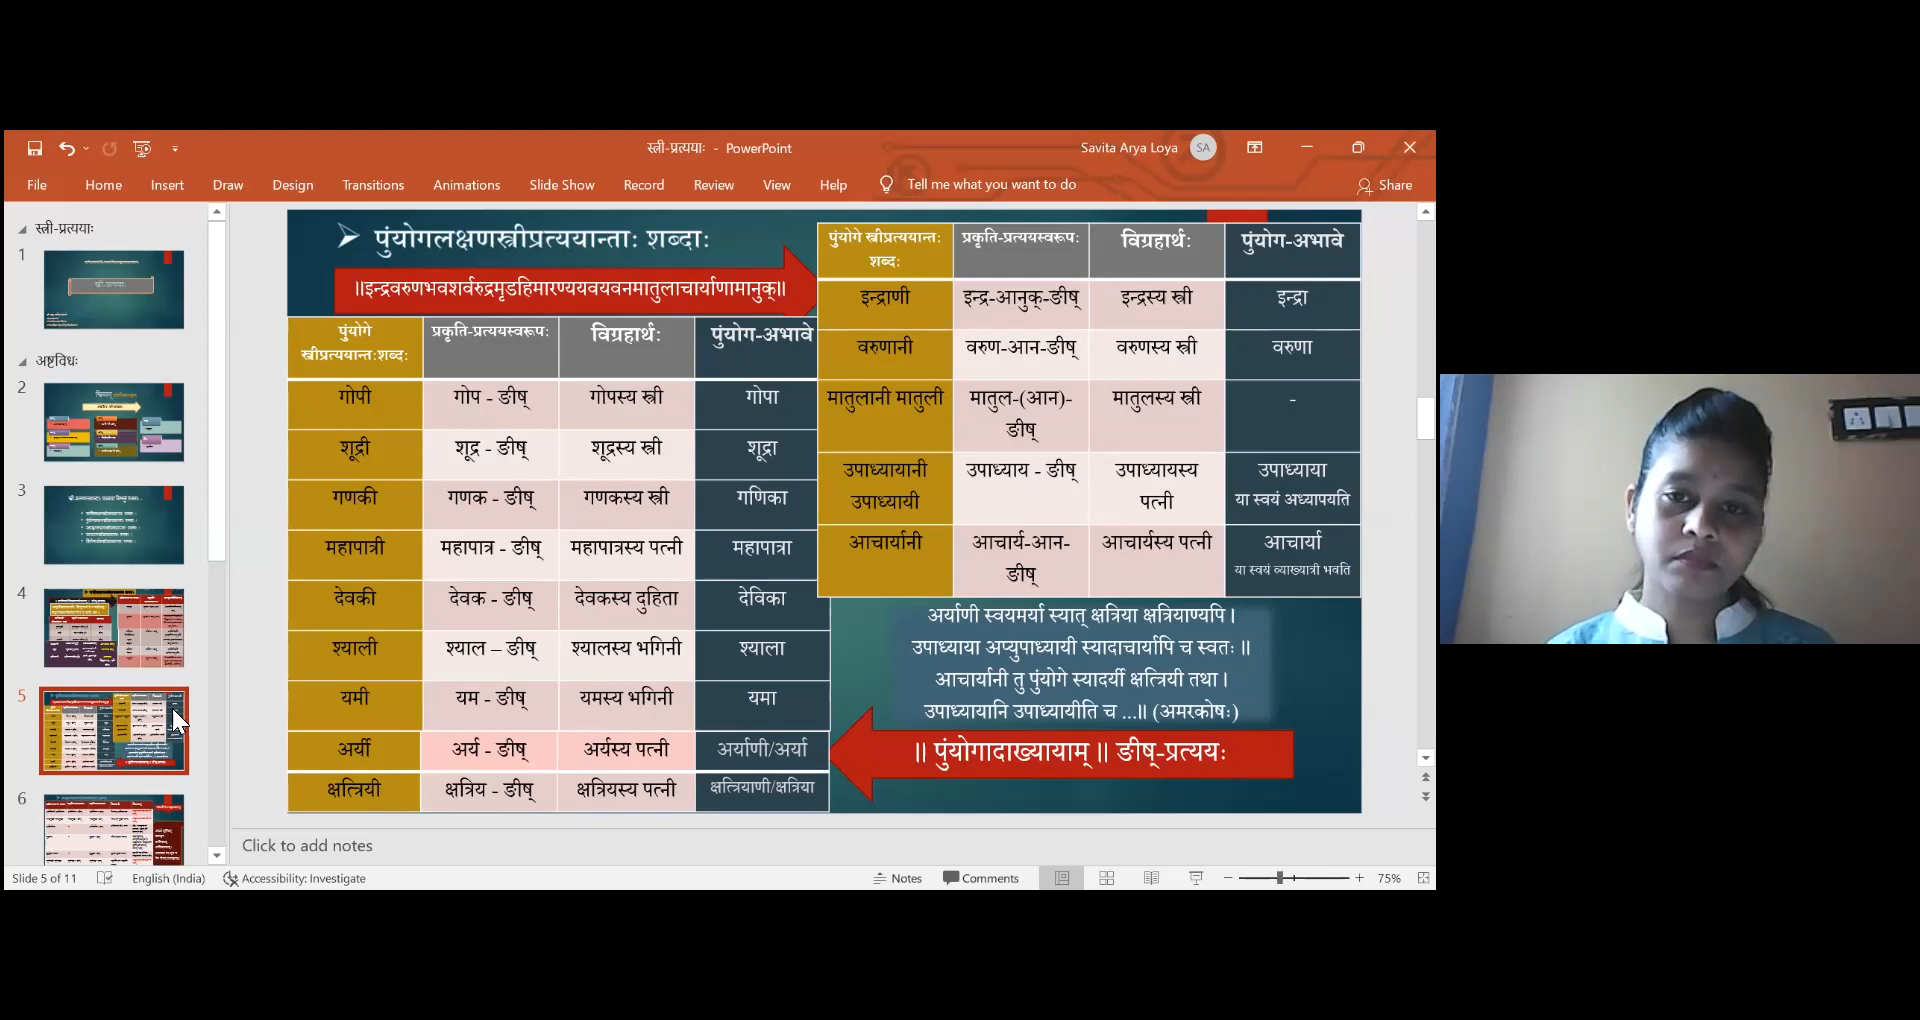 स्त्री-प्रत्ययाः - PowerPoint
Savita Arya Loya SA
File Home Insert Draw Design Transitions Animations Slide Show Record Review View Help Tell me what you want to do Share
स्त्री-प्रत्ययाः
1
अष्टविधः
2
3
4
5
6
पुंयोगलक्षणस्त्रीप्रत्ययान्ताः शब्दाः
॥इन्द्रवरुणभवशर्वरुद्रमृडहिमारण्ययवयवनमातुलाचार्याणामानुक्॥
पुंयोगे स्त्रीप्रत्ययान्तःशब्दः प्रकृति-प्रत्ययस्वरूपः विग्रहार्थः पुंयोग-अभावे
गोपी गोप - ङीष् गोपस्य स्त्री गोपा
शूद्री शूद्र - ङीष् शूद्रस्य स्त्री शूद्रा
गणकी गणक - ङीष् गणकस्य स्त्री गणिका
महापात्री महापात्र - ङीष् महापात्रस्य पत्नी महापात्रा
देवकी देवक - ङीष् देवकस्य दुहिता देविका
श्याली श्याल – ङीष् श्यालस्य भगिनी श्याला
यमी यम - ङीष् यमस्य भगिनी यमा
अर्यी अर्य - ङीष् अर्यस्य पत्नी अर्याणी/अर्या
क्षत्त्रियी क्षत्रिय - ङीष् क्षत्रियस्य पत्नी क्षत्त्रियाणी/क्षत्रिया
पुंयोगे स्त्रीप्रत्ययान्तः शब्दः प्रकृति-प्रत्ययस्वरूपः विग्रहार्थः पुंयोग-अभावे
इन्द्राणी इन्द्र-आनुक्-ङीष् इन्द्रस्य स्त्री इन्द्रा
वरुणानी वरुण-आन-ङीष् वरुणस्य स्त्री वरुणा
मातुलानी मातुली मातुल-(आन)-ङीष् मातुलस्य स्त्री -
उपाध्यायानी उपाध्यायी उपाध्याय - ङीष् उपाध्यायस्य पत्नी उपाध्याया या स्वयं अध्यापयति
आचार्यानी आचार्य-आन-ङीष् आचार्यस्य पत्नी आचार्या या स्वयं व्याख्यात्री भवति
अर्याणी स्वयमर्या स्यात् क्षत्रिया क्षत्रियाण्यपि ।
उपाध्याया अप्युपाध्यायी स्यादाचार्यापि च स्वतः ॥
आचार्यानी तु पुंयोगे स्यादर्यी क्षत्त्रियी तथा ।
उपाध्यायानि उपाध्यायीति च ...॥ (अमरकोषः)
॥ पुंयोगादाख्यायाम् ॥ ङीष्-प्रत्ययः
Click to add notes
Slide 5 of 11 English (India) Accessibility: Investigate Notes Comments 75%